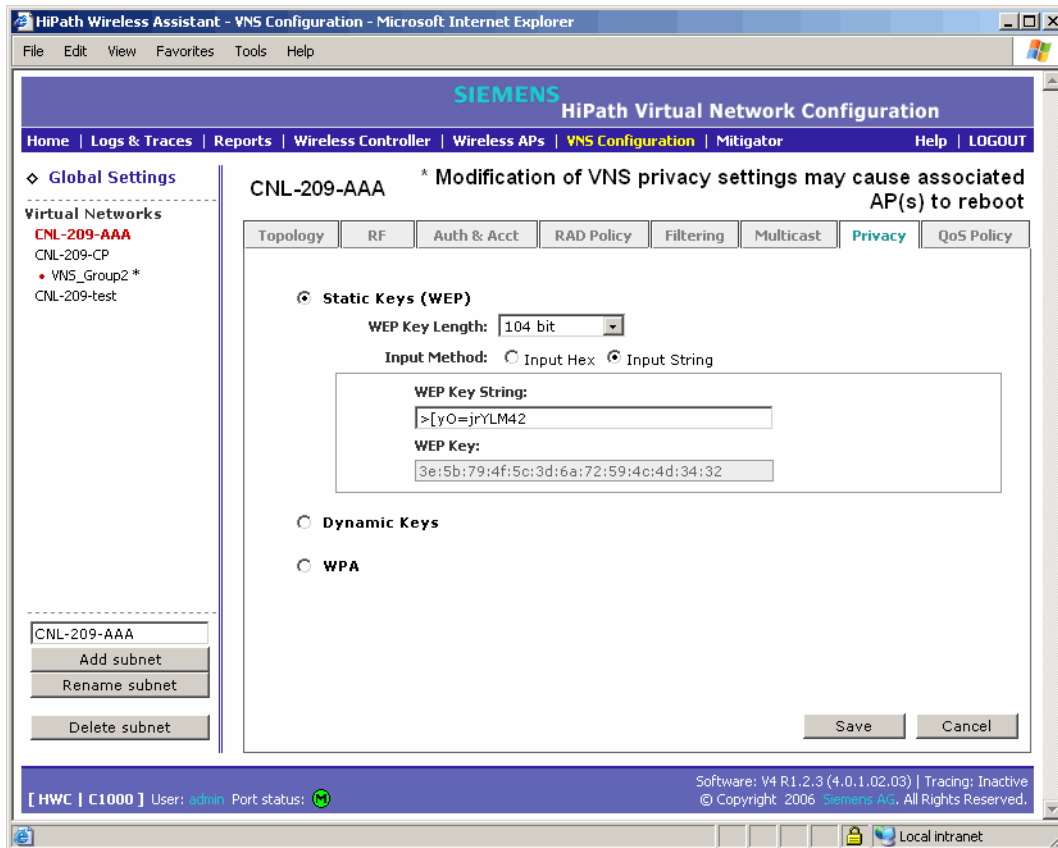 HiPath Wireless Assistant - VNS Configuration - Microsoft Internet Explorer
File Edit View Favorites Tools Help
SIEMENS
HiPath Virtual Network Configuration
Home | Logs & Traces | Reports | Wireless Controller | Wireless APs | VNS Configuration | Mitigator Help | LOGOUT
Global Settings
Virtual Networks
CNL-209-AAA
CNL-209-CP
VNS_Group2 *
CNL-209-test
CNL-209-AAA
Add subnet
Rename subnet
Delete subnet
CNL-209-AAA
* Modification of VNS privacy settings may cause associated
AP(s) to reboot
Topology RF Auth & Acct RAD Policy Filtering Multicast Privacy QoS Policy
Static Keys (WEP)
WEP Key Length: 104 bit
Input Method: Input Hex Input String
WEP Key String:
>[yO=jrYLM42
WEP Key:
3e:5b:79:4f:5c:3d:6a:72:59:4c:4d:34:32
Dynamic Keys
WPA
Save Cancel
[ HWC | C1000 ] User: admin Port status: M
Software: V4 R1.2.3 (4.0.1.02.03) | Tracing: Inactive
© Copyright 2006 Siemens AG. All Rights Reserved.
Local intranet